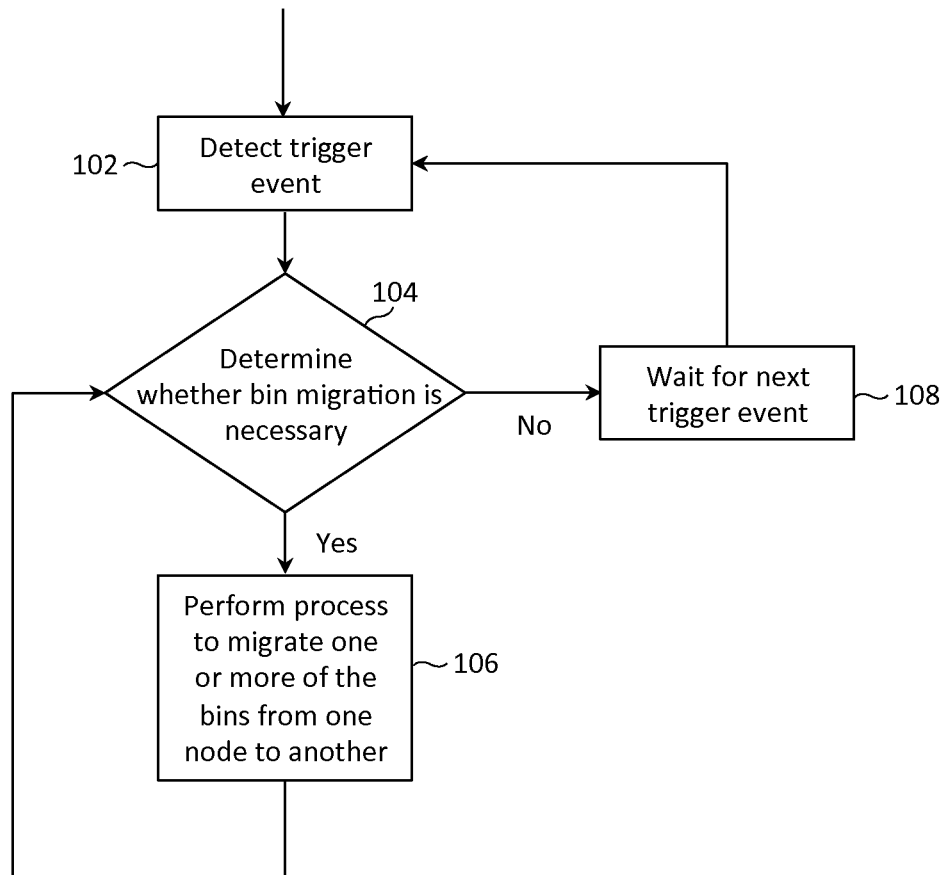 102
Detect trigger
event
104
Determine
whether bin migration is
necessary
No
Wait for next
trigger event
108
Yes
Perform process
to migrate one
or more of the
bins from one
node to another
106